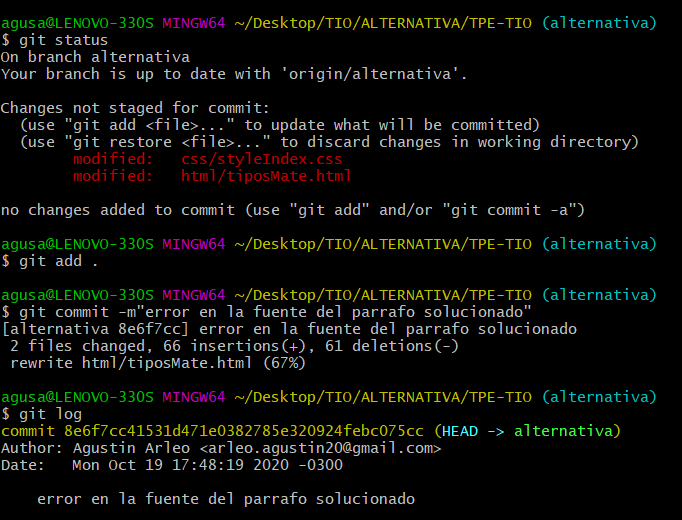 agusa@LENOVO-330S MINGW64 ~/Desktop/TIO/ALTERNATIVA/TPE-TIO (alternativa)
$ git status
On branch alternativa
Your branch is up to date with 'origin/alternativa'.
Changes not staged for commit:
  (use "git add <file>..." to update what will be committed)
  (use "git restore <file>..." to discard changes in working directory)
        modified:   css/styleIndex.css
        modified:   html/tiposMate.html
no changes added to commit (use "git add" and/or "git commit -a")
agusa@LENOVO-330S MINGW64 ~/Desktop/TIO/ALTERNATIVA/TPE-TIO (alternativa)
$ git add .
agusa@LENOVO-330S MINGW64 ~/Desktop/TIO/ALTERNATIVA/TPE-TIO (alternativa)
$ git commit -m"error en la fuente del parrafo solucionado"
[alternativa 8e6f7cc] error en la fuente del parrafo solucionado
 2 files changed, 66 insertions(+), 61 deletions(-)
 rewrite html/tiposMate.html (67%)
agusa@LENOVO-330S MINGW64 ~/Desktop/TIO/ALTERNATIVA/TPE-TIO (alternativa)
$ git log
commit 8e6f7cc41531d471e0382785e320924febc075cc (HEAD -> alternativa)
Author: Agustin Arleo <arleo.agustin20@gmail.com>
Date:   Mon Oct 19 17:48:19 2020 -0300
    error en la fuente del parrafo solucionado